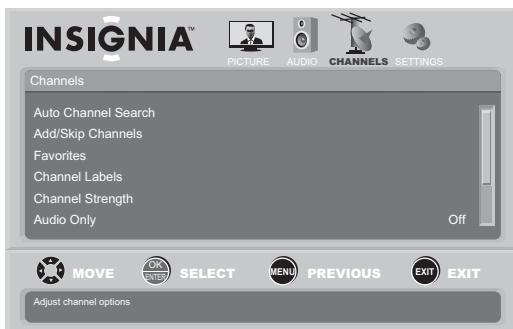 INSIGNIA™
PICTURE AUDIO CHANNELS SETTINGS
Channels
Auto Channel Search
Add/Skip Channels
Favorites
Channel Labels
Channel Strength
Audio Only Off
OK
ENTER
MOVE SELECT MENU PREVIOUS EXIT EXIT
Adjust channel options